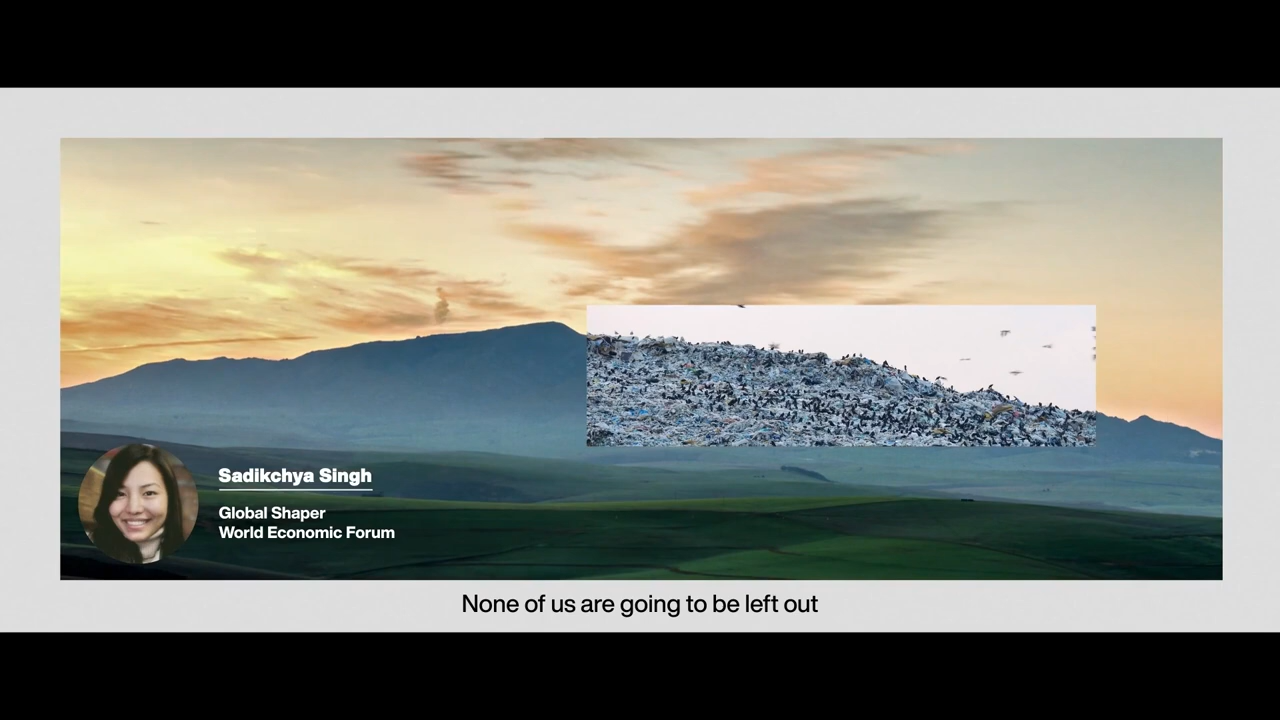 Sadikchya Singh
Global Shaper
World Economic Forum
None of us are going to be left out